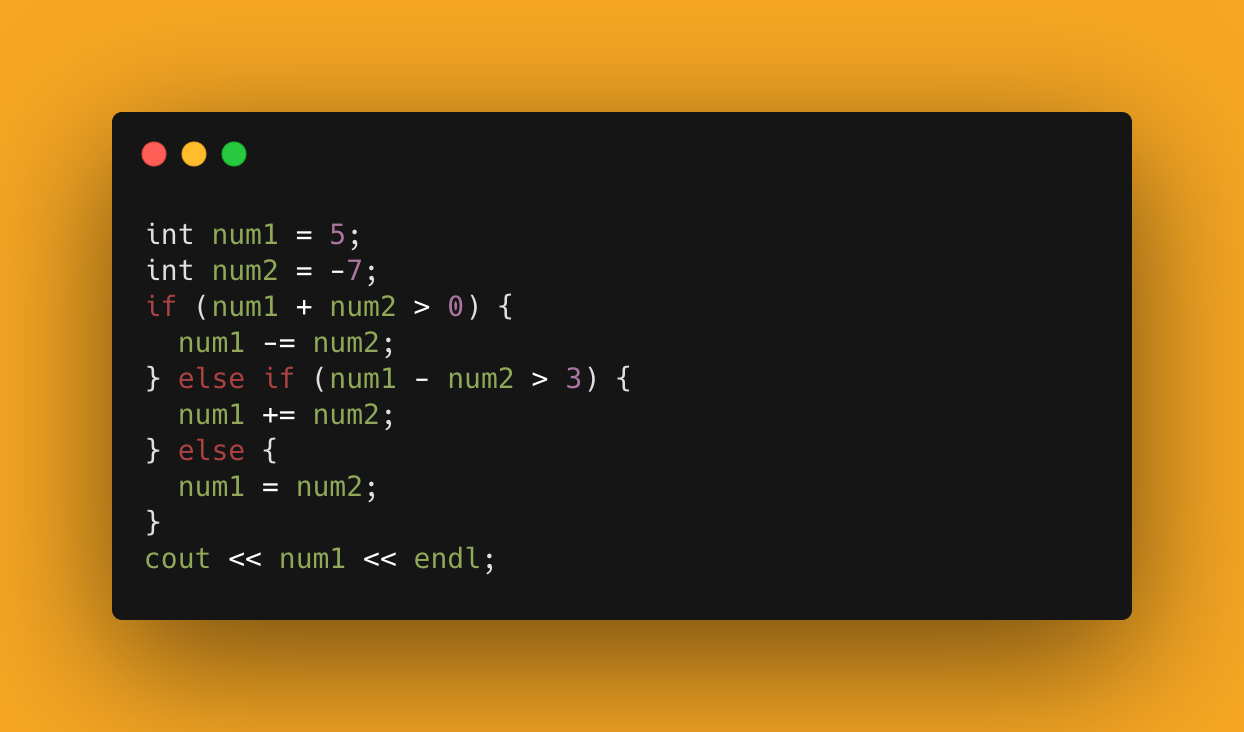 int num1 = 5;
int num2 = -7;
if (num1 + num2 > 0) {
  num1 -= num2;
} else if (num1 - num2 > 3) {
  num1 += num2;
} else {
  num1 = num2;
}
cout << num1 << endl;